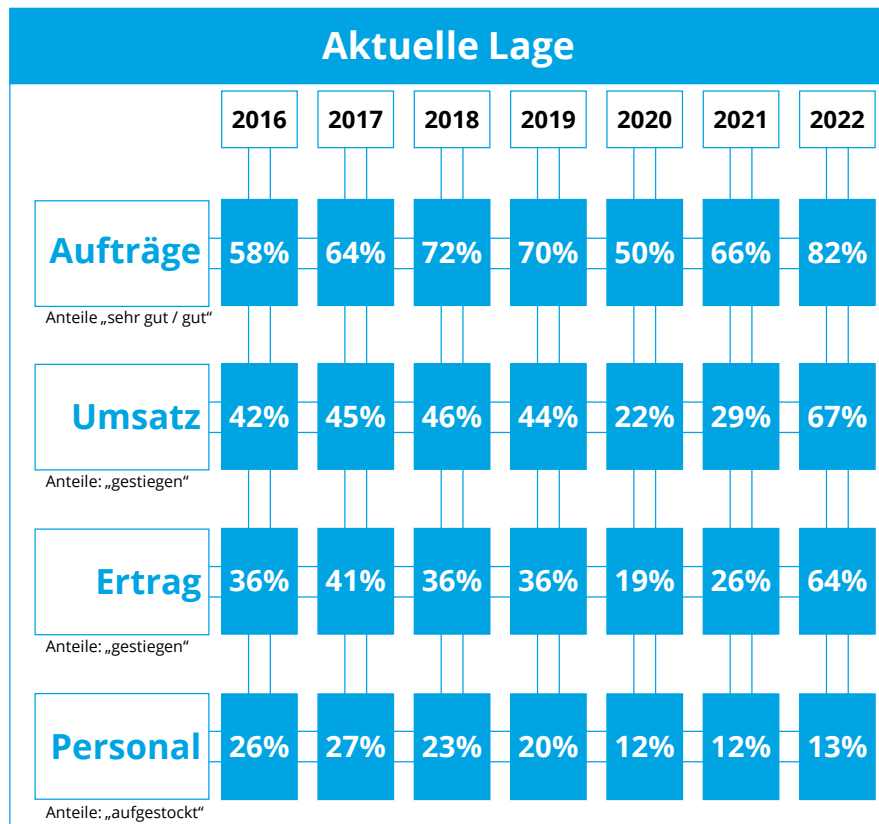 Aktuelle Lage
2016 2017 2018 2019 2020 2021 2022
Aufträge 58% 64% 72% 70% 50% 66% 82%
Anteile „sehr gut / gut“
Umsatz 42% 45% 46% 44% 22% 29% 67%
Anteile: „gestiegen“
Ertrag 36% 41% 36% 36% 19% 26% 64%
Anteile: „gestiegen“
Personal 26% 27% 23% 20% 12% 12% 13%
Anteile: „aufgestockt“